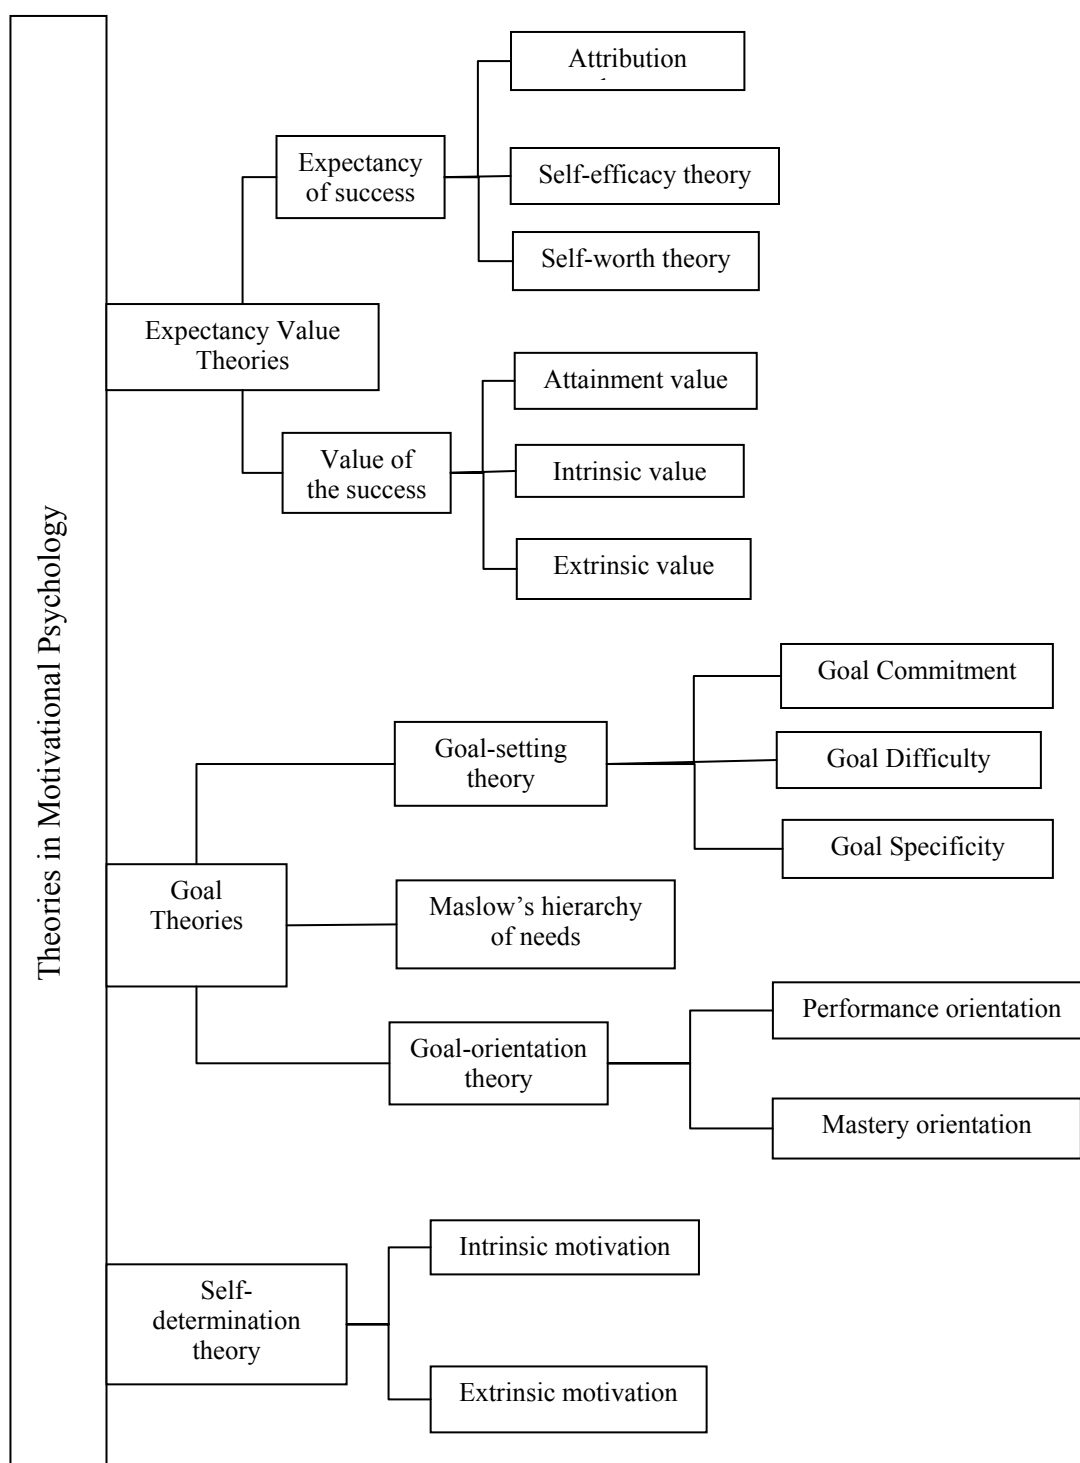 Theories in Motivational Psychology
Expectancy Value
Theories
Expectancy
of success
Attribution
Self-efficacy theory
Self-worth theory
Value of
the success
Attainment value
Intrinsic value
Extrinsic value
Goal
Theories
Goal-setting
theory
Goal Commitment
Goal Difficulty
Goal Specificity
Maslow’s hierarchy
of needs
Goal-orientation
theory
Performance orientation
Mastery orientation
Self-
determination
theory
Intrinsic motivation
Extrinsic motivation